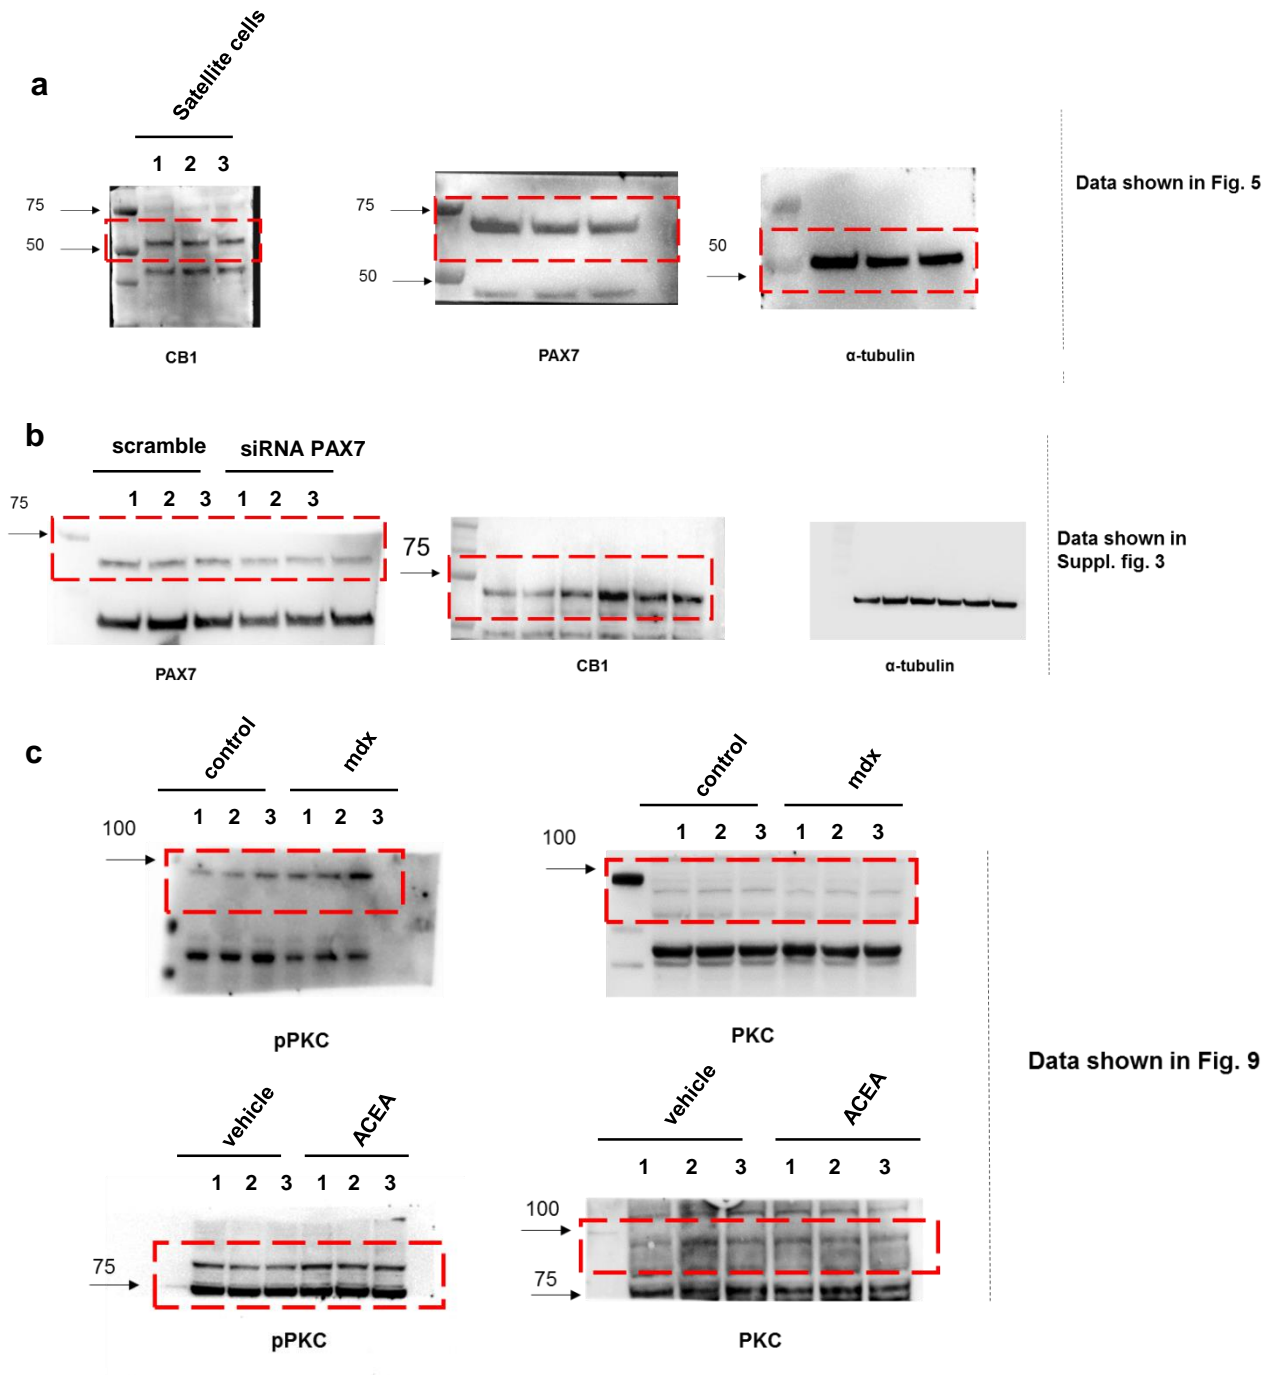 a
Satellite cells
1 2 3
75
50
CB1
75
50
PAX7
50
α-tubulin
Data shown in Fig. 5
b
scramble
siRNA PAX7
1 2 3 1 2 3
75
PAX7
75
CB1
α-tubulin
Data shown in
Suppl. fig. 3
c
control
mdx
1 2 3 1 2 3
100
pPKC
control
mdx
1 2 3 1 2 3
100
PKC
vehicle
ACEA
1 2 3 1 2 3
75
pPKC
vehicle
ACEA
1 2 3 1 2 3
100
75
PKC
Data shown in Fig. 9